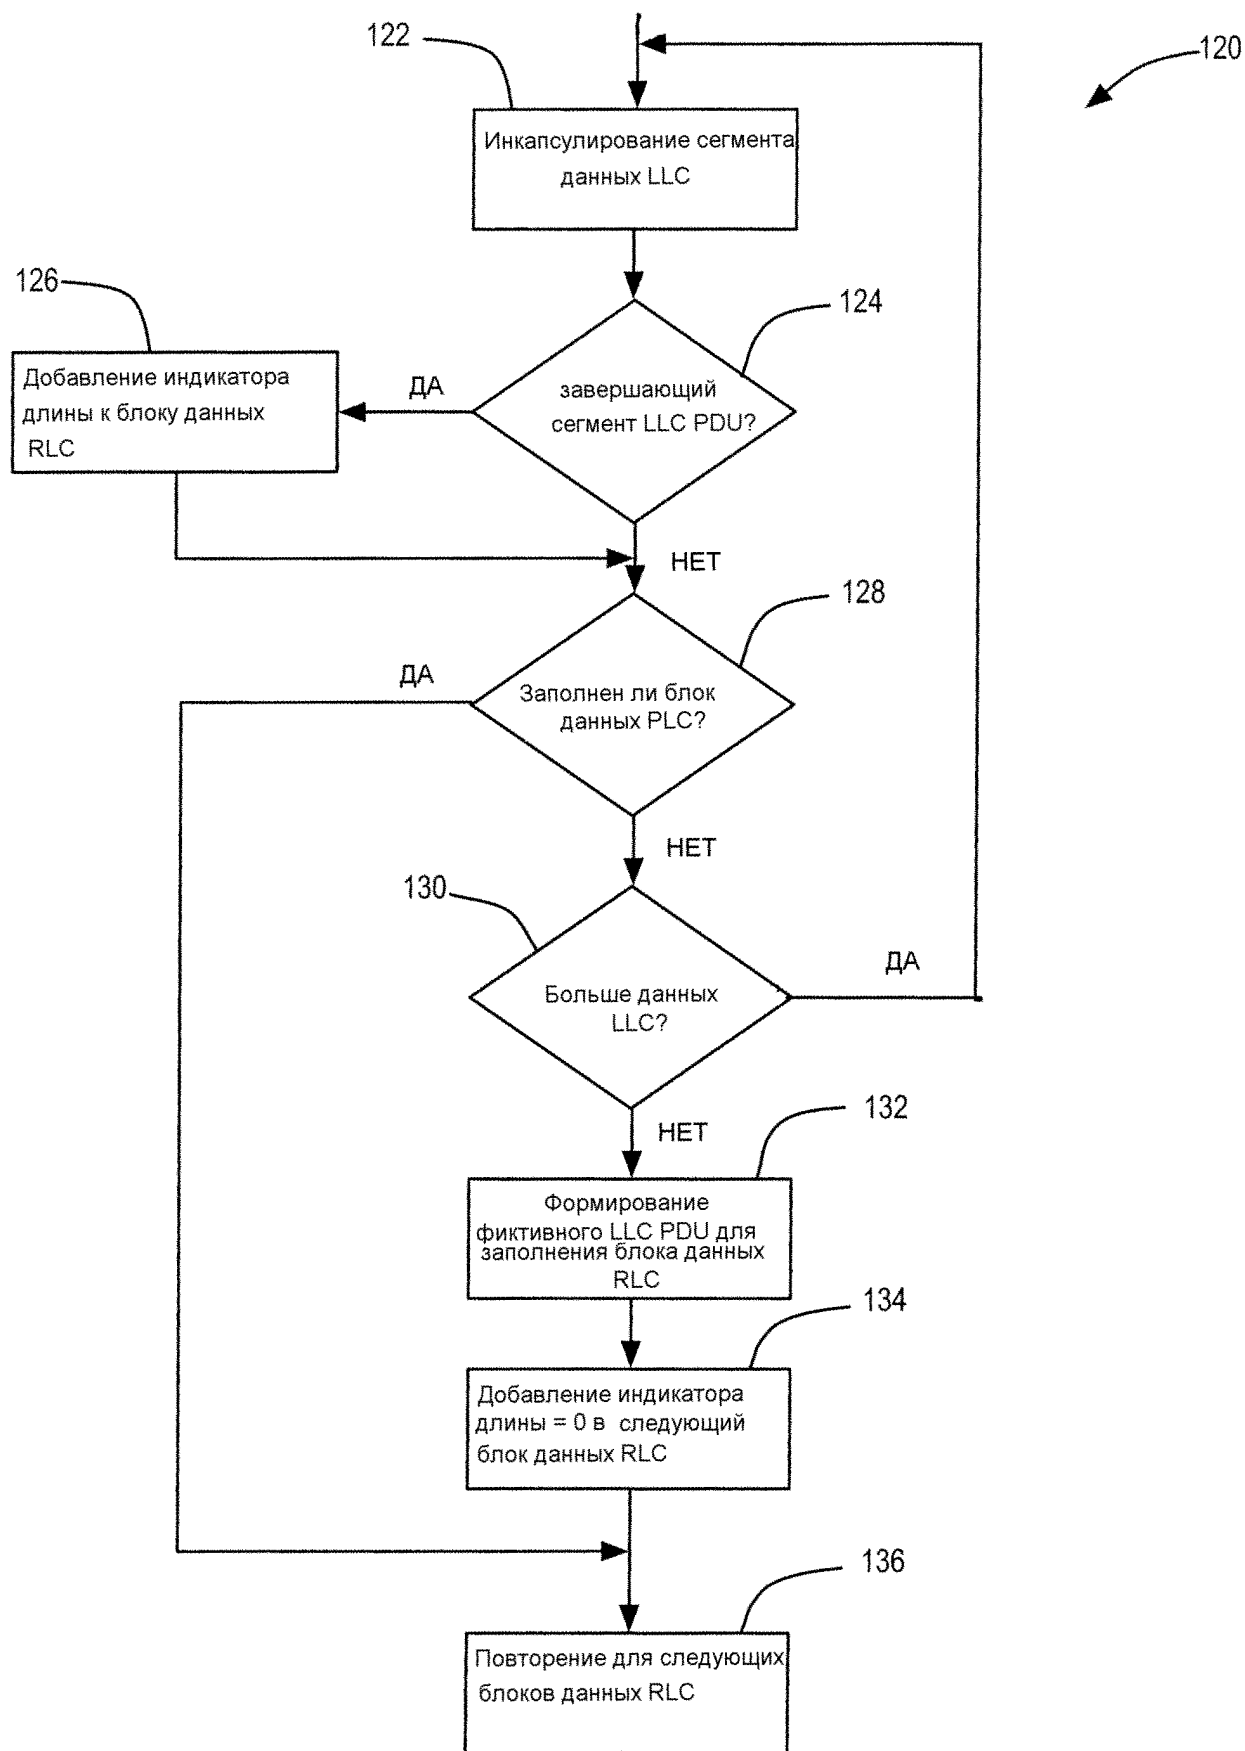 122
120
Инкапсулирование сегмента
данных LLC
126
124
Добавление индикатора
длины к блоку данных
RLC
ДА
завершающий
сегмент LLC PDU?
НЕТ
128
ДА
Заполнен ли блок
данных PLC?
НЕТ
130
ДА
Больше данных
LLC?
132
НЕТ
Формирование
фиктивного LLC PDU для
заполнения блока данных
RLC
134
Добавление индикатора
длины = 0 в следующий
блок данных RLC
136
Повторение для следующих
блоков данных RLC